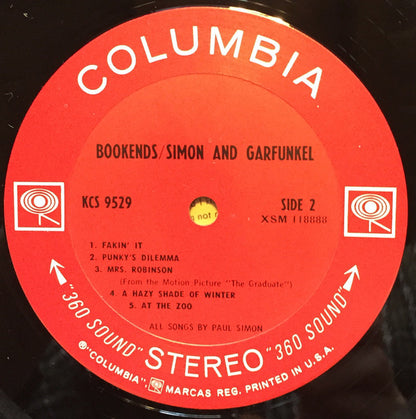 COLUMBIA
BOOKENDS/SIMON AND GARFUNKEL
KCS 9529
SIDE 2
XSM 118888
not
1. FAKIN' IT
2. PUNKY'S DILEMMA
3. MRS. ROBINSON
(From the Motion Picture "The Graduate")
4. A HAZY SHADE OF WINTER
5. AT THE ZOO
ALL SONGS BY PAUL SIMON
"360 SOUND" STEREO "360 SOUND"
℗ "COLUMBIA", MARCAS REG. PRINTED IN U.S.A.